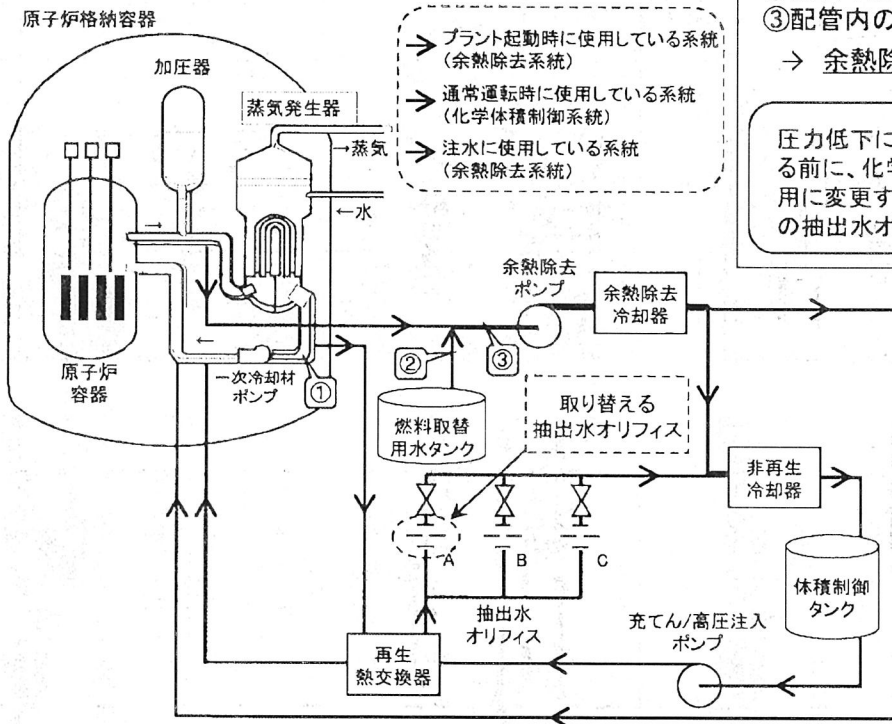 原子炉格納容器
加圧器
蒸気発生器
→蒸気
←水
→ プラント起動時に使用している系統
(余熱除去系統)
→ 通常運転時に使用している系統
(化学体積制御系統)
→ 注水に使用している系統
(余熱除去系統)
③配管内の
→ 余熱除
圧力低下に
る前に、化学
用に変更す
の抽出水オ
原子炉
容器
一次冷却材
ポンプ
①
②
③
余熱除去
ポンプ
余熱除去
冷却器
燃料取替
用水タンク
取り替える
抽出水オリフィス
A
B
C
抽出水
オリフィス
非再生
冷却器
体積制御
タンク
充てん/高圧注入
ポンプ
再生
熱交換器